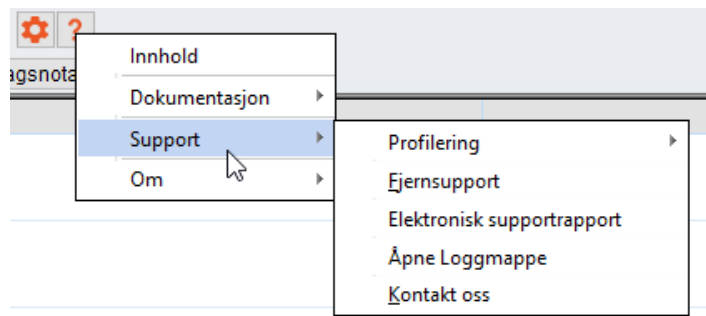 ?
agsnota
Innhold
Dokumentasjon
Support
Om
Profilering
Fjernsupport
Elektronisk supportrapport
Åpne Loggmappe
Kontakt oss